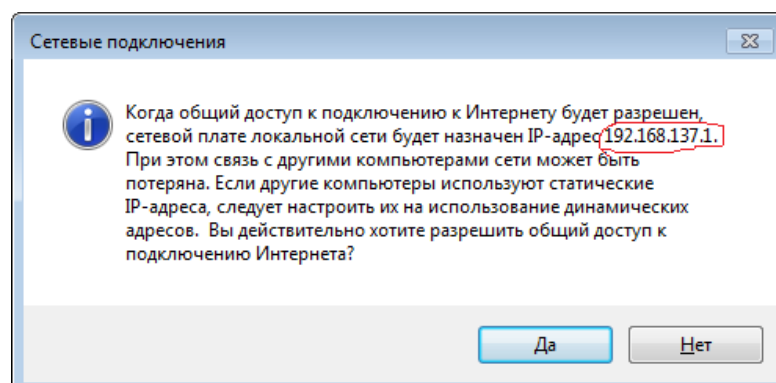 Сетевые подключения
Когда общий доступ к подключению к Интернету будет разрешен,
сетевой плате локальной сети будет назначен IP-адрес 192.168.137.1.
При этом связь с другими компьютерами сети может быть
потеряна. Если другие компьютеры используют статические
IP-адреса, следует настроить их на использование динамических
адресов. Вы действительно хотите разрешить общий доступ к
подключению Интернета?
Да Нет